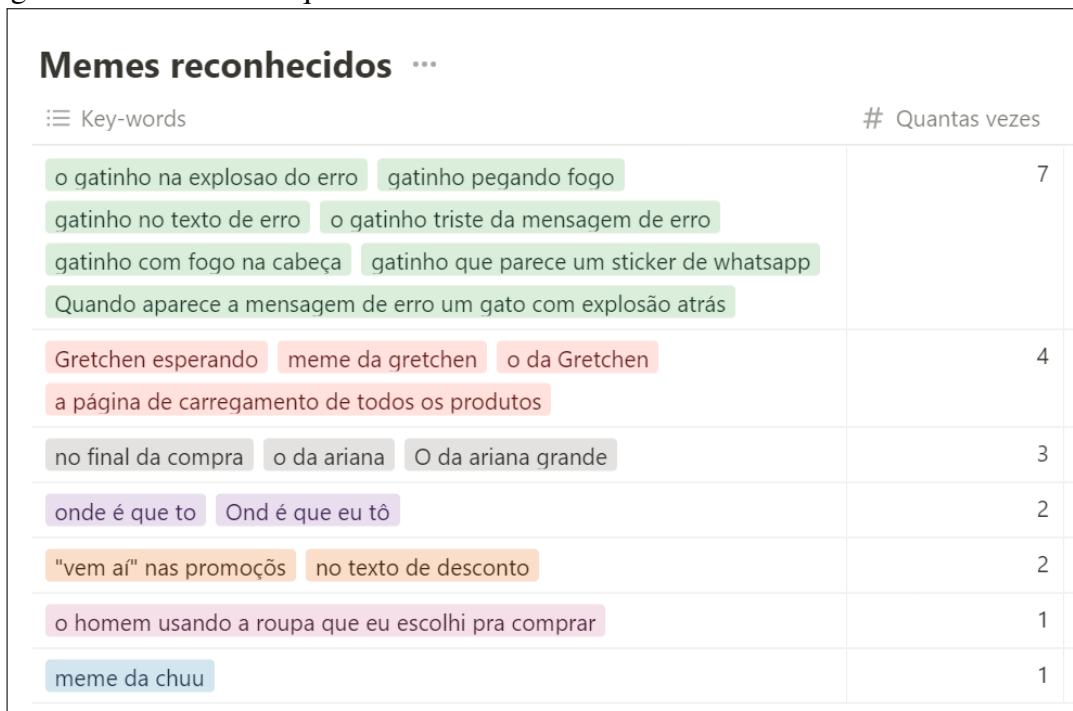 Memes reconhecidos ...
Key-words # Quantas vezes
o gatinho na explosao do erro gatinho pegando fogo 7
gatinho no texto de erro o gatinho triste da mensagem de erro
gatinho com fogo na cabeça gatinho que parece um sticker de whatsapp
Quando aparece a mensagem de erro um gato com explosão atrás
Gretchen esperando meme da gretchen o da Gretchen 4
a página de carregamento de todos os produtos
no final da compra o da ariana O da ariana grande 3
onde é que to Ond é que eu tô 2
"vem aí" nas promoçõs no texto de desconto 2
o homem usando a roupa que eu escolhi pra comprar 1
meme da chuu 1